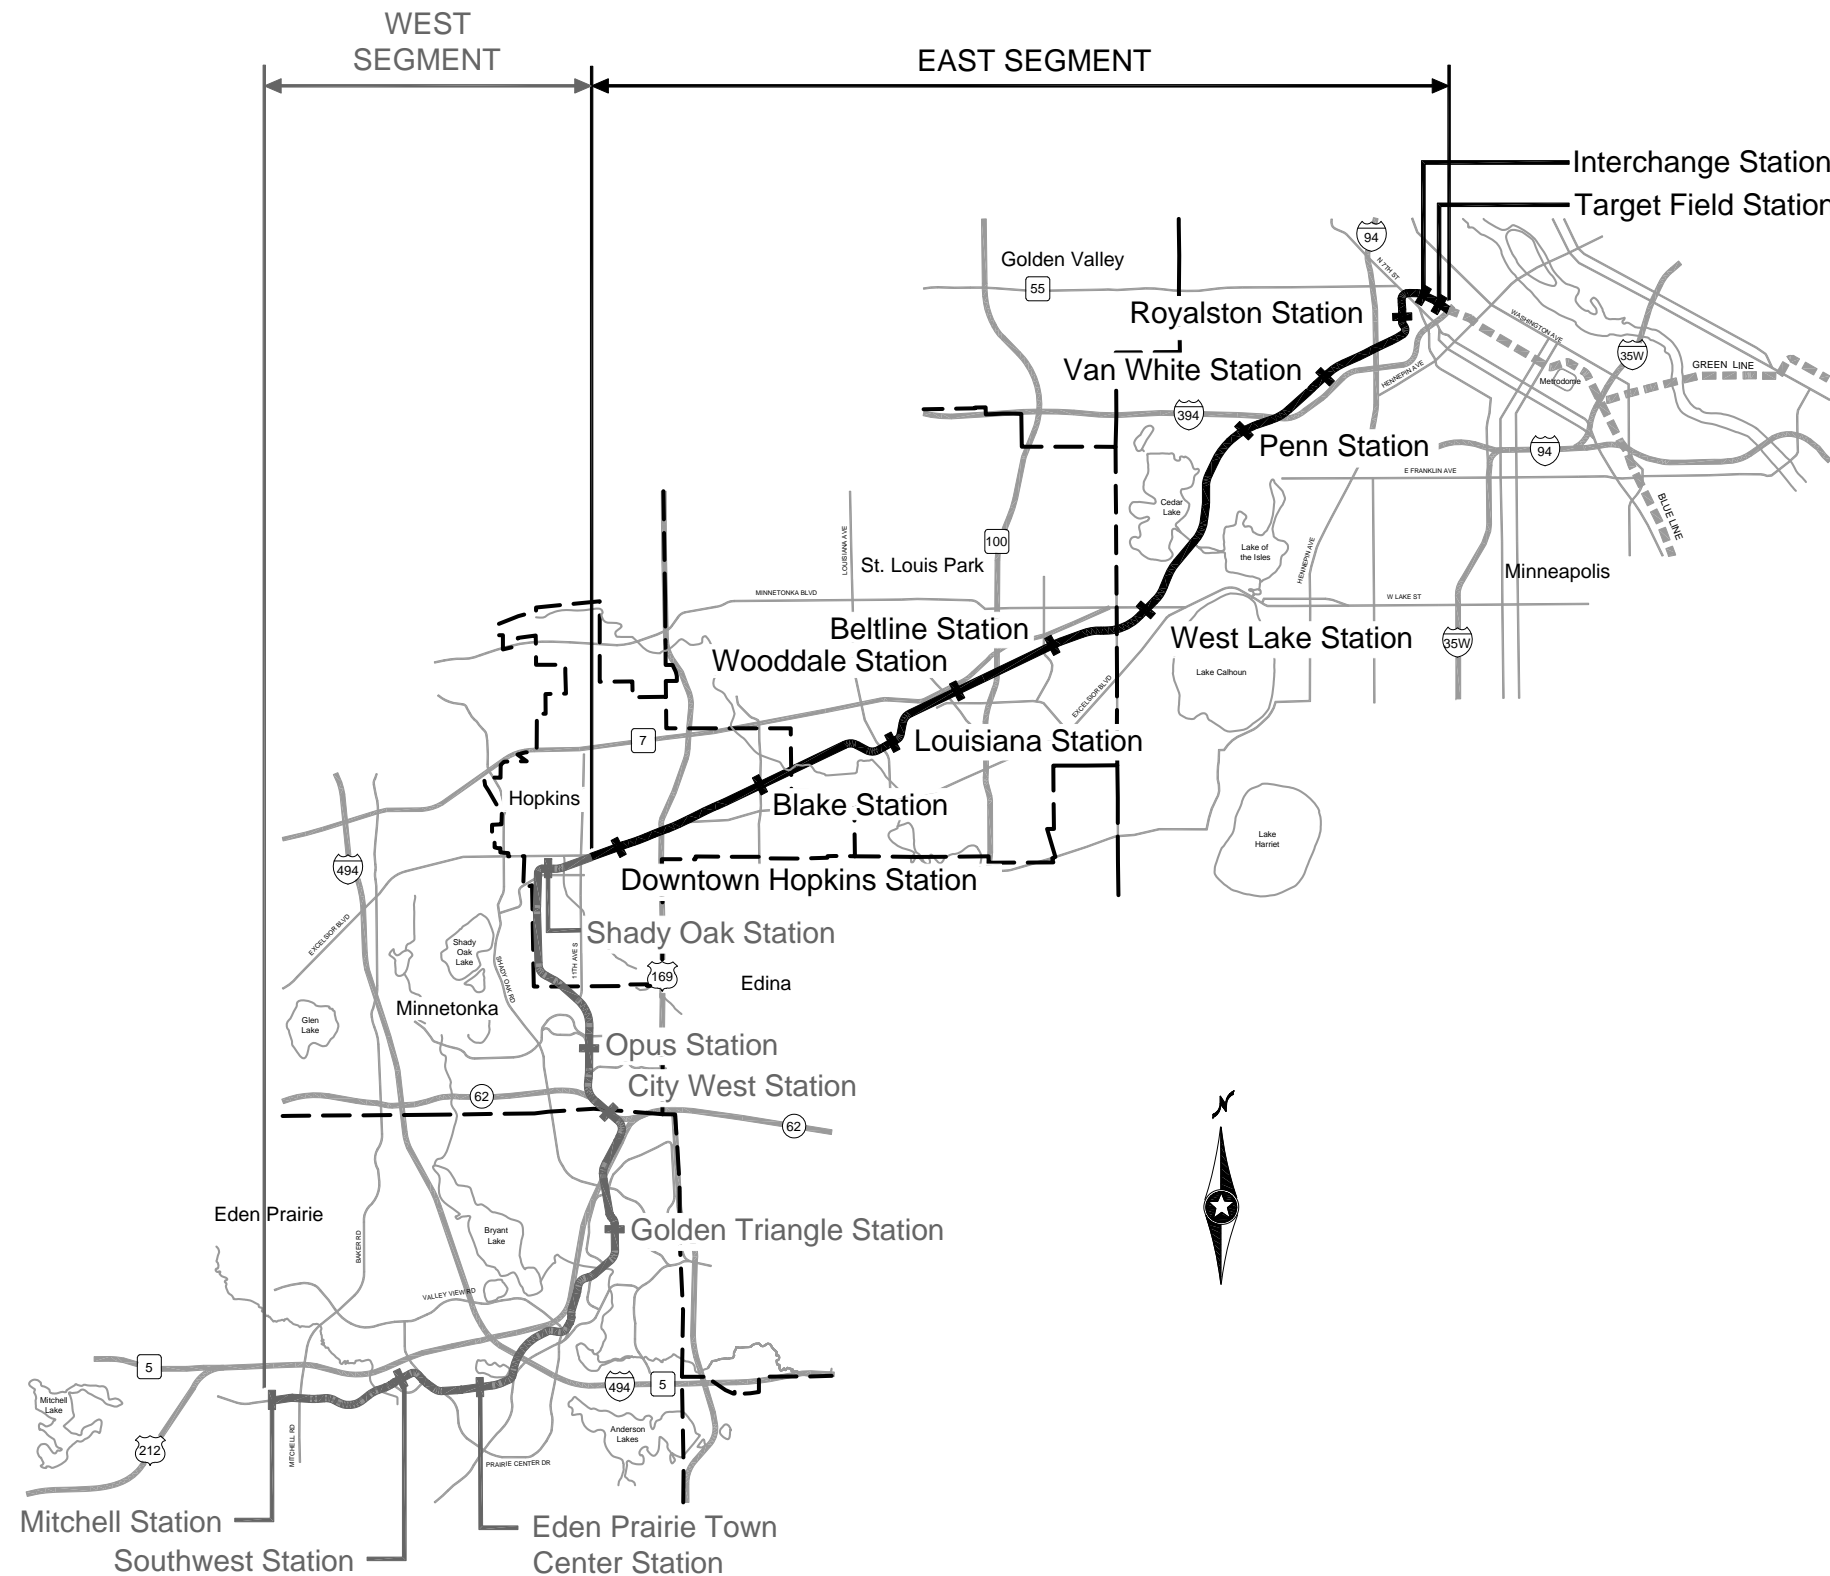 WEST
SEGMENT
EAST SEGMENT
Interchange Station
Target Field Station
94
N 7TH ST
Golden Valley
55
Royalston Station
WASHINGTON AVE
35W
GREEN LINE
Van White Station
HENNEPIN AVE
Metrodome
394
Penn Station
94
E FRANKLIN AVE
Cedar
Lake
BLUE LINE
100
LOUISIANA AVE
Lake of
the Isles
HENNEPIN AVE
St. Louis Park
Minneapolis
MINNETONKA BLVD
W LAKE ST
Beltline Station
West Lake Station
35W
Wooddale Station
Lake Calhoun
EXCELSIOR BLVD
7
Louisiana Station
Hopkins
Blake Station
Lake
Harriet
494
Downtown Hopkins Station
EXCELSIOR BLVD
Shady Oak Station
Shady
Oak
Lake
SHADY OAK RD
11TH AVE S
169
Edina
Minnetonka
Glen
Lake
Opus Station
City West Station
62
62
Eden Prairie
Bryant
Lake
Golden Triangle Station
BAKER RD
VALLEY VIEW RD
N
5
494
5
Mitchell
Lake
Anderson
Lakes
212
MITCHELL RD
PRAIRIE CENTER DR
Mitchell Station
Southwest Station
Eden Prairie Town
Center Station